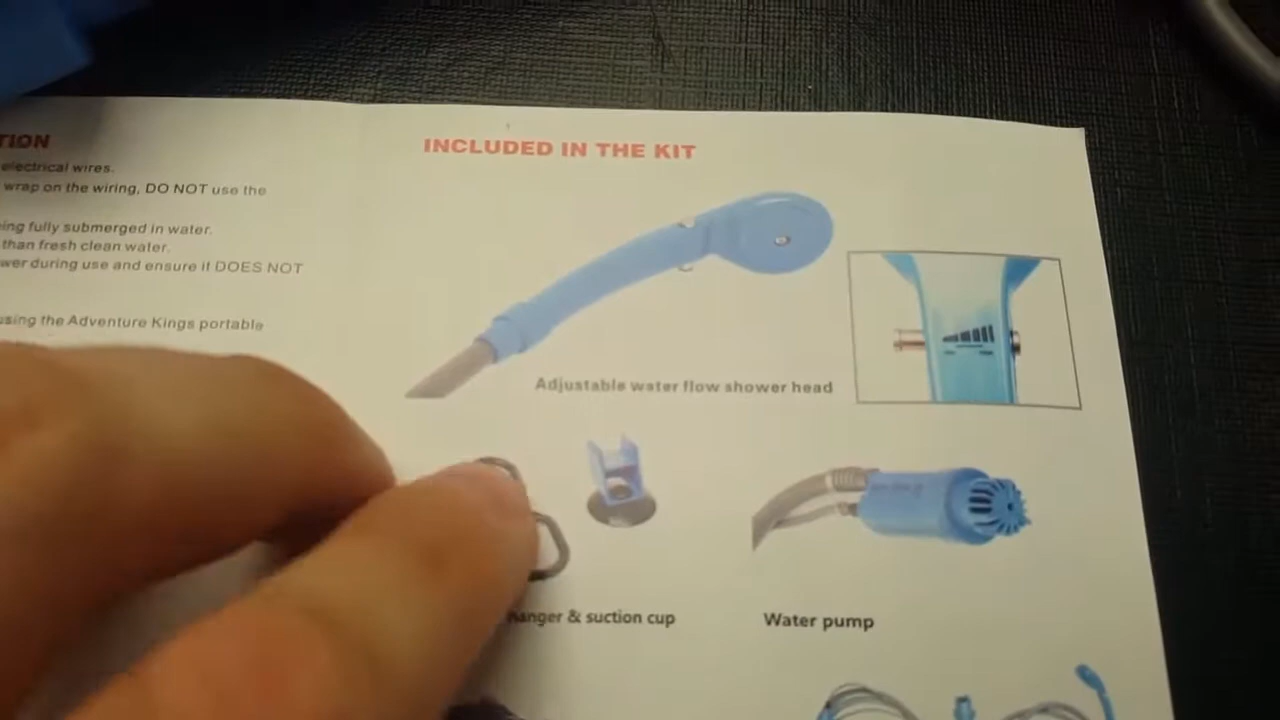 TION
electrical wires.
wrap on the wiring, DO NOT use the
ing fully submerged in water.
than fresh clean water.
wer during use and ensure it DOES NOT
using the Adventure Kings portable
INCLUDED IN THE KIT
Adjustable water flow shower head
hanger & suction cup
Water pump